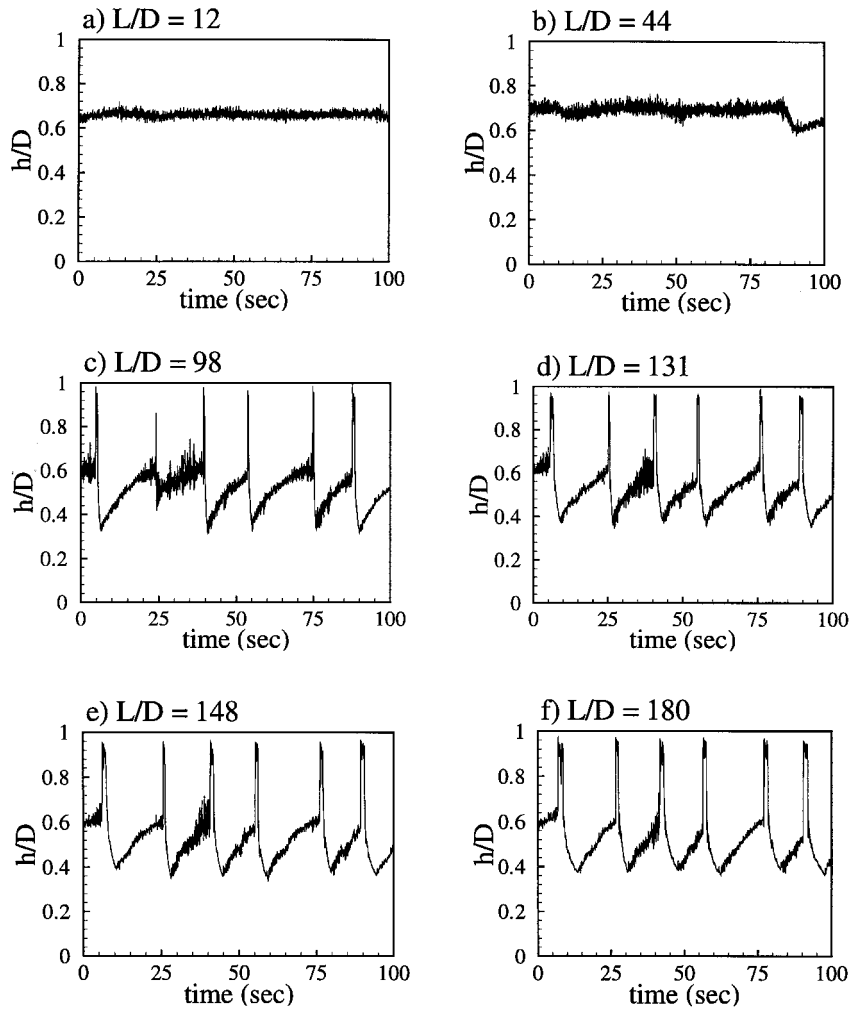 a) L/D = 12
1
0.8
0.6
0.4
0.2
0
h/D
0 25 50 75 100
time (sec)
b) L/D = 44
1
0.8
0.6
0.4
0.2
0
h/D
0 25 50 75 100
time (sec)
c) L/D = 98
1
0.8
0.6
0.4
0.2
0
h/D
0 25 50 75 100
time (sec)
d) L/D = 131
1
0.8
0.6
0.4
0.2
0
h/D
0 25 50 75 100
time (sec)
e) L/D = 148
1
0.8
0.6
0.4
0.2
0
h/D
0 25 50 75 100
time (sec)
f) L/D = 180
1
0.8
0.6
0.4
0.2
0
h/D
0 25 50 75 100
time (sec)